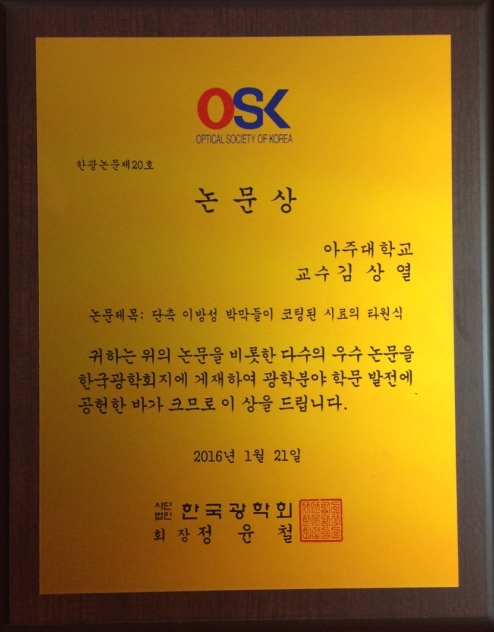 OSK
OPTICAL SOCIETY OF KOREA
한광논문제20호
논문상
아주대학교
교수 김 상 열
논문제목: 단축 이방성 박막들이 코팅된 시료의 타원식
귀하는 위의 논문을 비롯한 다수의 우수 논문을
한국광학회지에 게재하여 광학분야 학문 발전에
공헌한 바가 크므로 이 상을 드립니다.
2016년 1월 21일
사단법인 한국광학회
회 장 정 윤 철